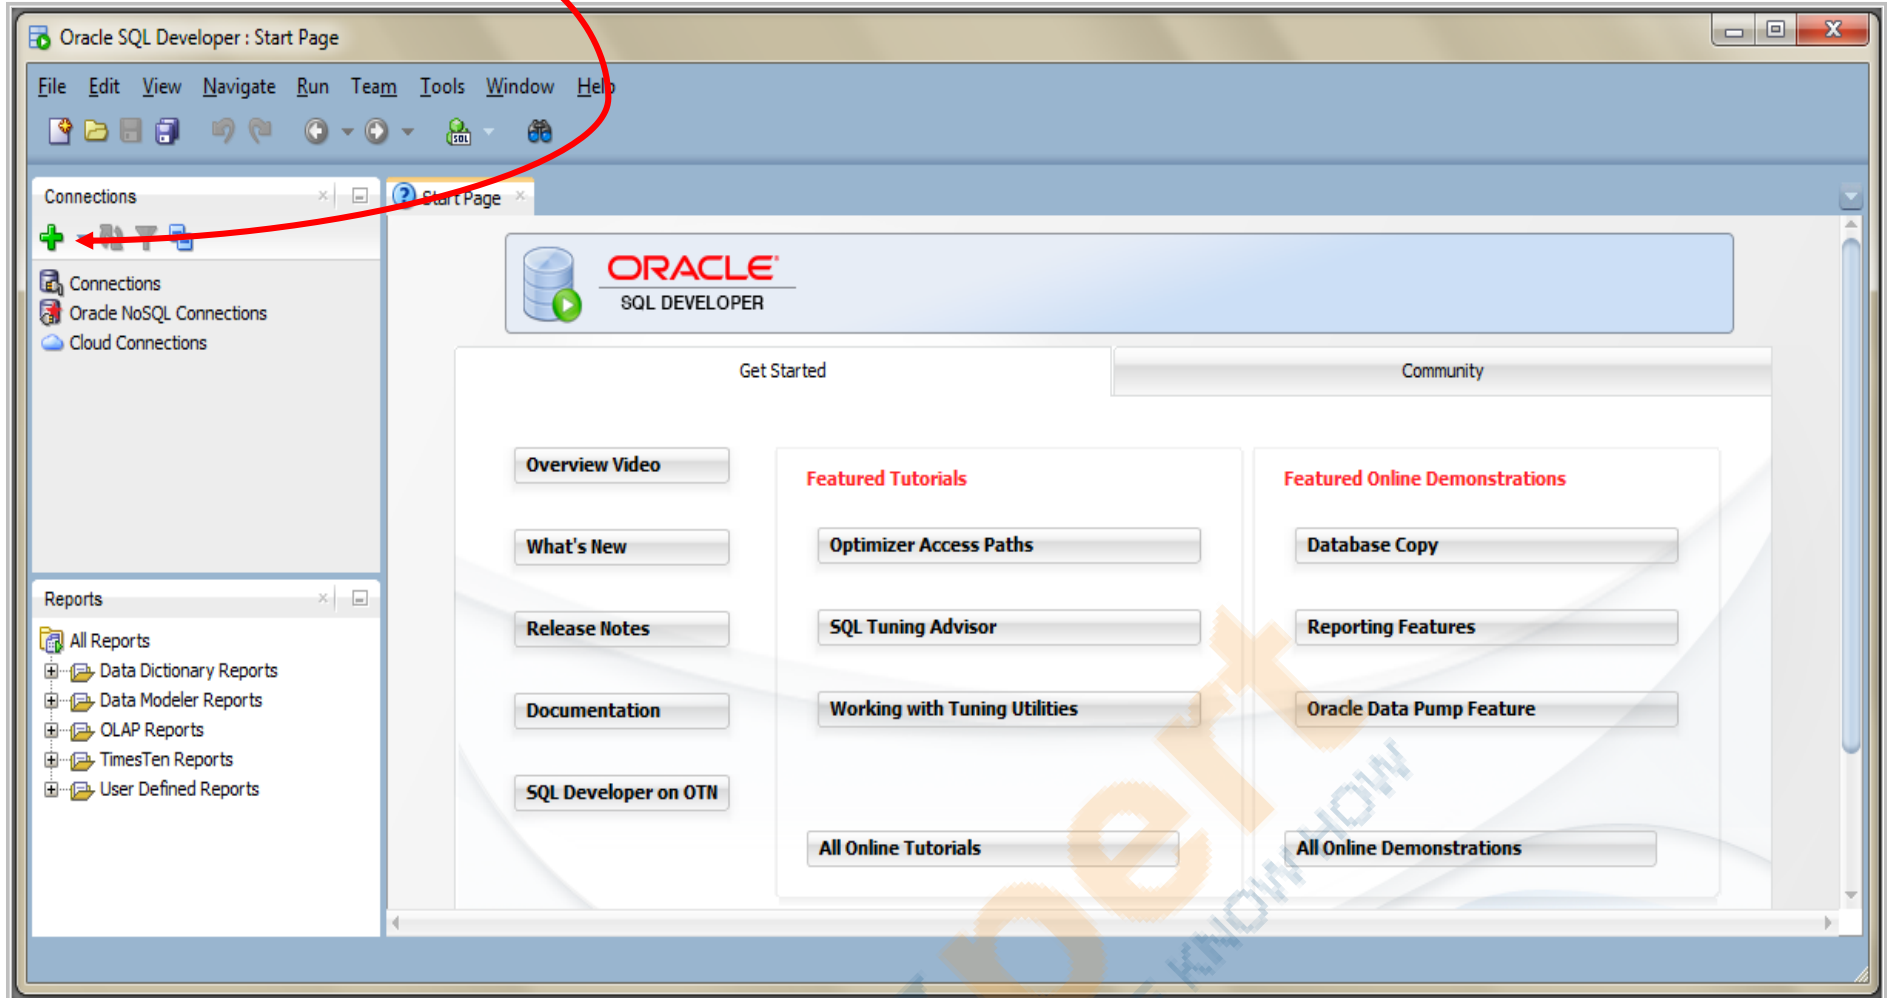 Oracle SQL Developer : Start Page
X
File Edit View Navigate Run Team Tools Window Help
SQL
Connections
Start Page
Connections
Oracle NoSQL Connections
Cloud Connections
ORACLE
SQL DEVELOPER
Get Started
Community
Overview Video
What's New
Release Notes
Documentation
SQL Developer on OTN
Featured Tutorials
Optimizer Access Paths
SQL Tuning Advisor
Working with Tuning Utilities
All Online Tutorials
Featured Online Demonstrations
Database Copy
Reporting Features
Oracle Data Pump Feature
All Online Demonstrations
Reports
All Reports
Data Dictionary Reports
Data Modeler Reports
OLAP Reports
TimesTen Reports
User Defined Reports
KNOW HOW